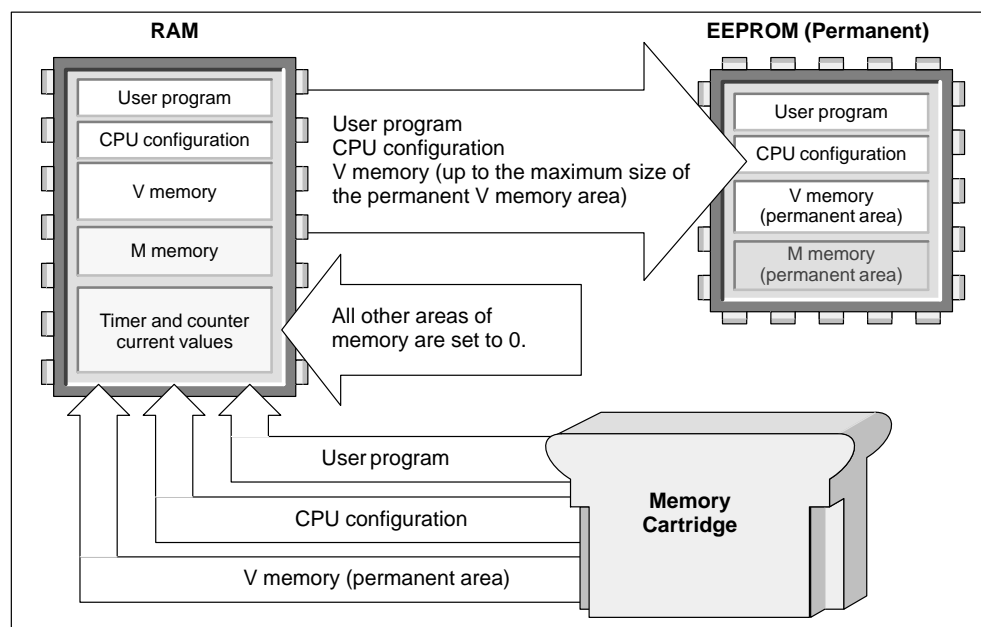 RAM
EEPROM (Permanent)
User program
CPU configuration
V memory
M memory
Timer and counter
current values
User program
CPU configuration
V memory (up to the maximum size of
the permanent V memory area)
User program
CPU configuration
V memory
(permanent area)
M memory
(permanent area)
All other areas of
memory are set to 0.
User program
CPU configuration
V memory (permanent area)
Memory
Cartridge